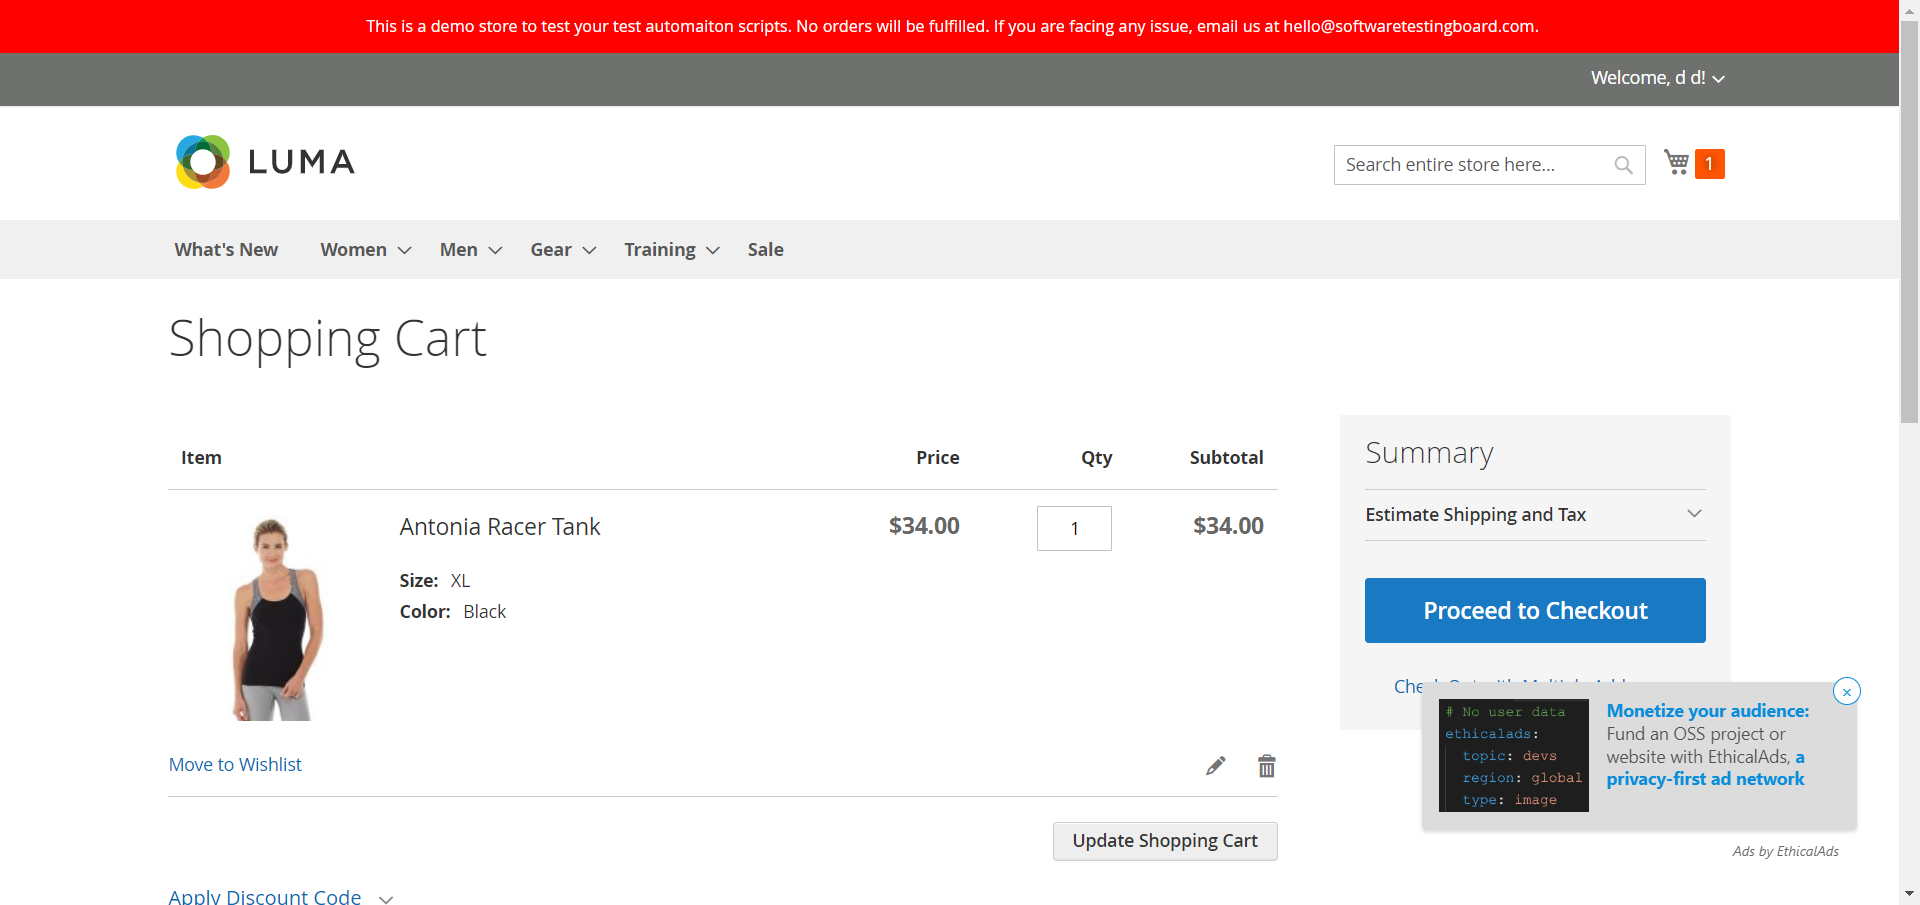 This is a demo store to test your test automaiton scripts. No orders will be fulfilled. If you are facing any issue, email us at hello@softwaretestingboard.com.
Welcome, d d!
LUMA
Search entire store here...
1
What's New Women Men Gear Training Sale
Shopping Cart
Item Price Qty Subtotal
Antonia Racer Tank $34.00 1 $34.00
Size: XL
Color: Black
Move to Wishlist
Update Shopping Cart
Apply Discount Code
Summary
Estimate Shipping and Tax
Proceed to Checkout
# No user data
ethicalads:
topic: devs
region: global
type: image
Monetize your audience:
Fund an OSS project or
website with EthicalAds, a
privacy-first ad network
Ads by EthicalAds